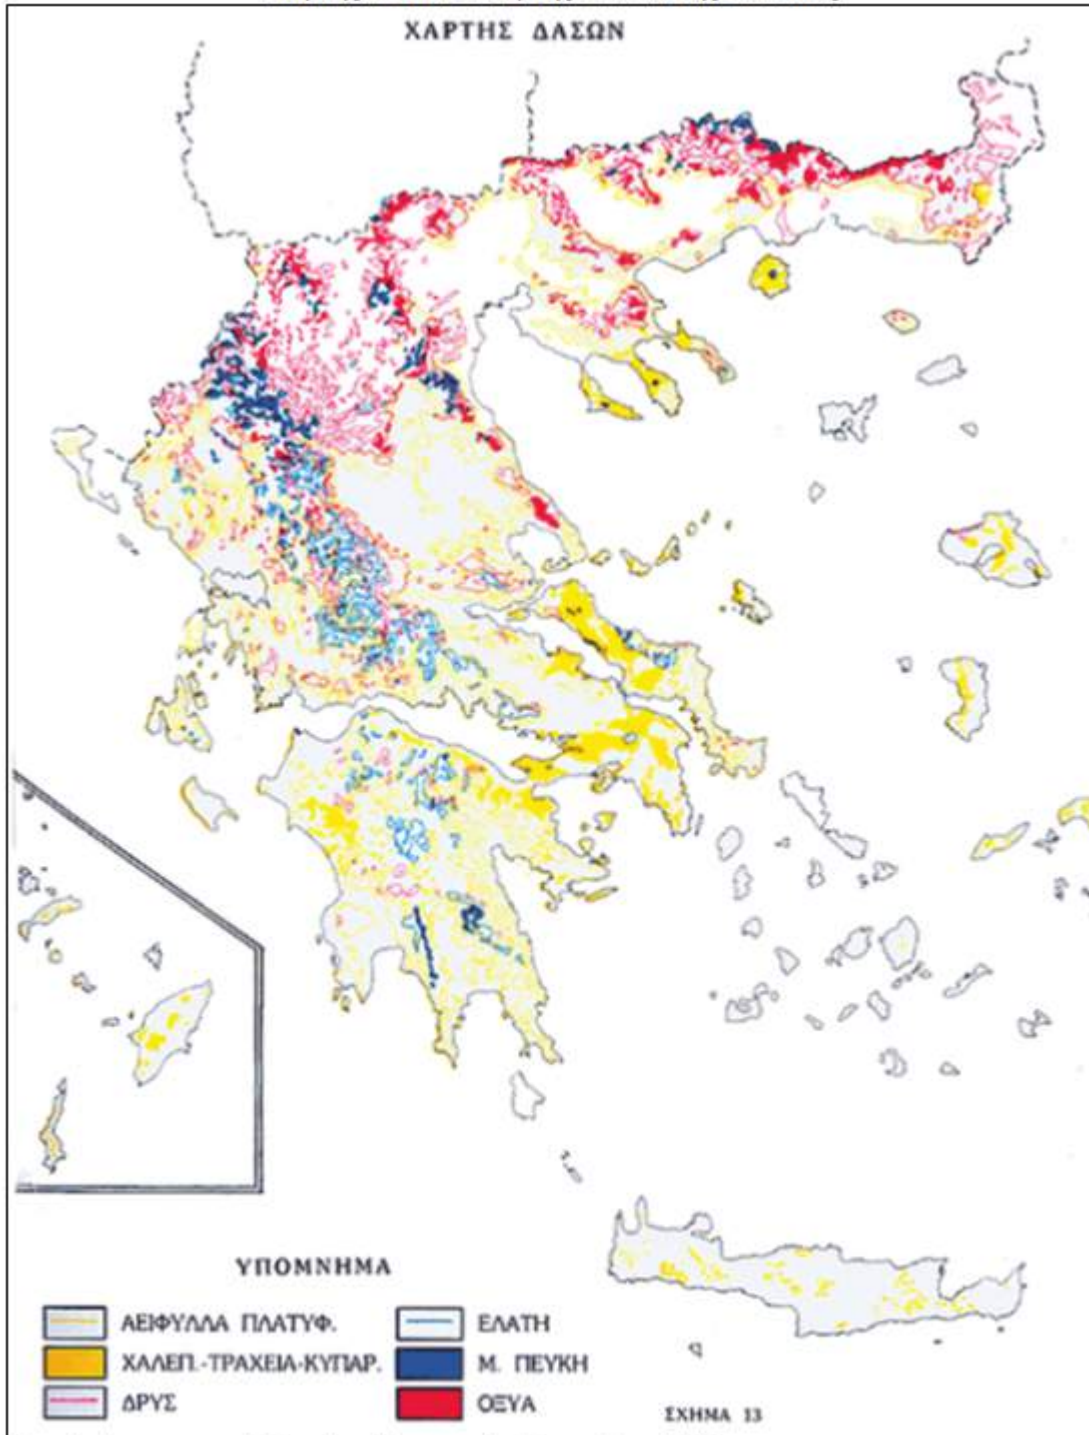 ΧΑΡΤΗΣ ΔΑΣΩΝ
ΥΠΟΜΝΗΜΑ
ΑΕΙΦΥΛΛΑ ΠΛΑΤΥΦ.
ΧΑΛΕΠ.-ΤΡΑΧΕΙΑ-ΚΥΠΑΡ.
ΔΡΥΣ
ΕΛΑΤΗ
Μ. ΠΕΥΚΗ
ΟΞΥΑ
ΣΧΗΜΑ 13